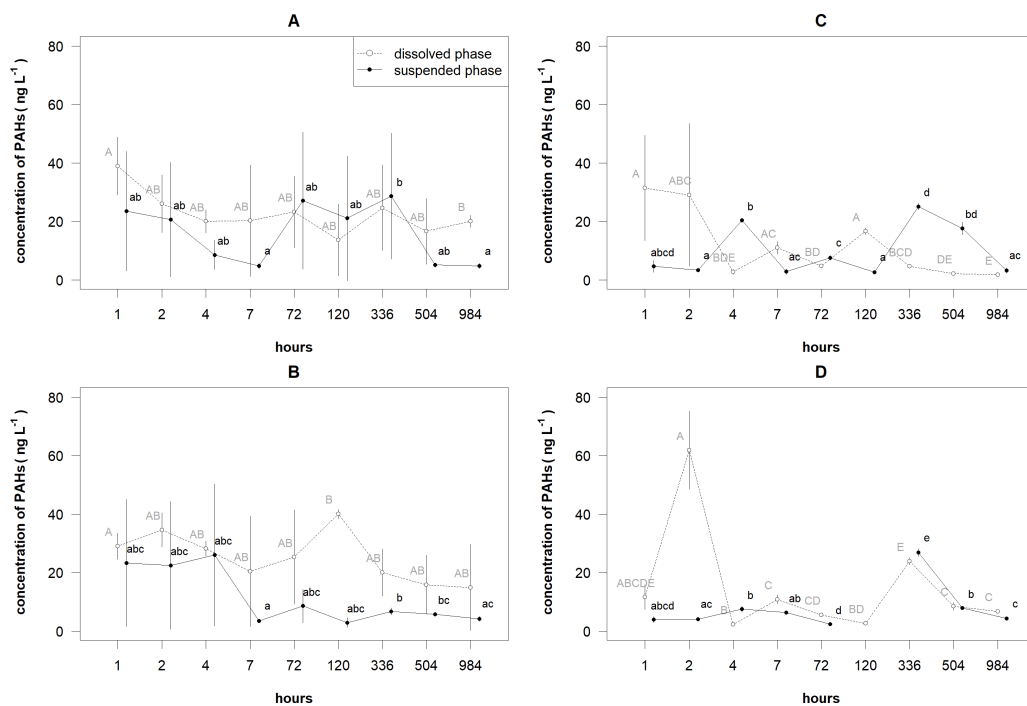 A
concentration of PAHs ( ng L⁻¹ )
80
60
40
20
0
dissolved phase
suspended phase
A AB AB AB AB AB AB AB B
ab ab ab a ab ab b ab a
1 2 4 7 72 120 336 504 984
hours
C
concentration of PAHs ( ng L⁻¹ )
80
60
40
20
0
A ABC BDE AC BD A BCD DE E
abcd a b ac c a d bd ac
1 2 4 7 72 120 336 504 984
hours
B
concentration of PAHs ( ng L⁻¹ )
80
60
40
20
0
A AB AB AB AB B AB AB AB
abc abc abc a abc abc b bc ac
1 2 4 7 72 120 336 504 984
hours
D
concentration of PAHs ( ng L⁻¹ )
80
60
40
20
0
ABCDE A B C CD BD E C C
abcd ac b ab d e b c
1 2 4 7 72 120 336 504 984
hours